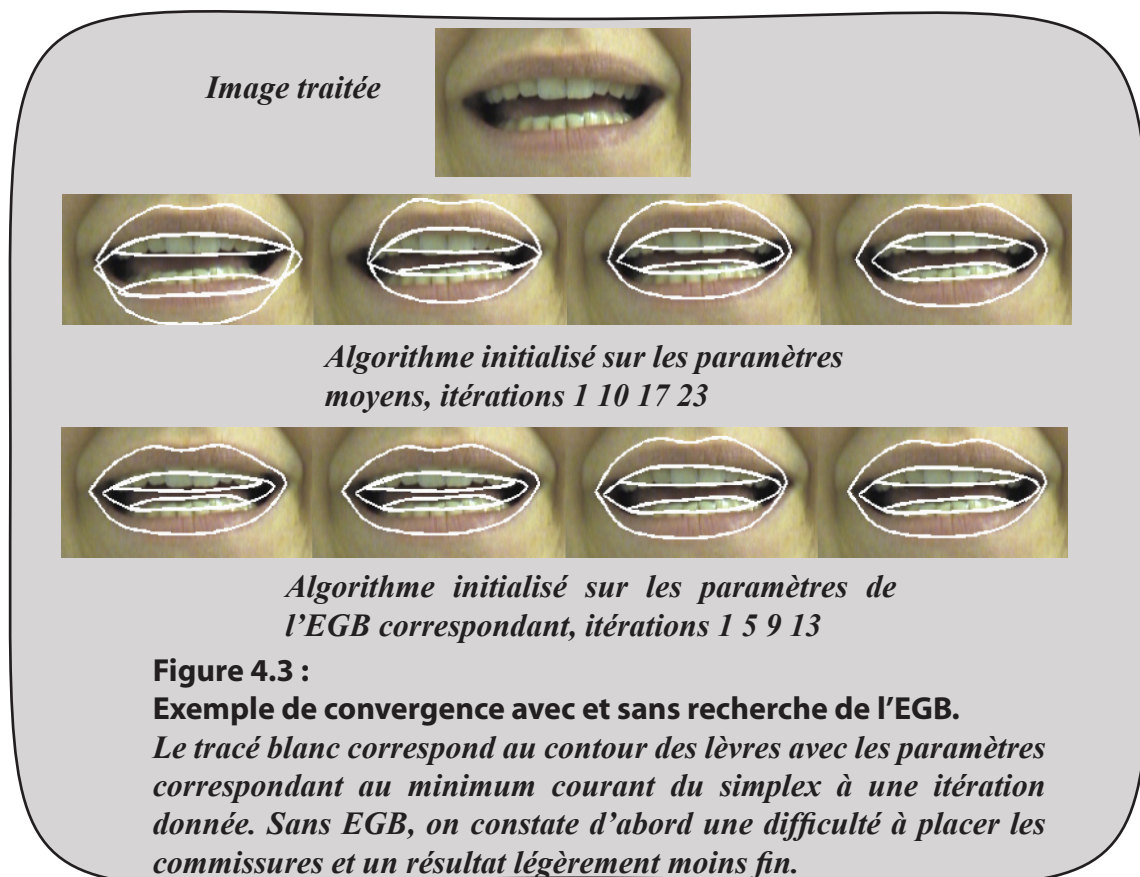 Image traitée
Algorithme initialisé sur les paramètres
moyens, itérations 1 10 17 23
Algorithme initialisé sur les paramètres de
l’EGB correspondant, itérations 1 5 9 13
Figure 4.3 :
Exemple de convergence avec et sans recherche de l’EGB.
Le tracé blanc correspond au contour des lèvres avec les paramètres
correspondant au minimum courant du simplex à une itération
donnée. Sans EGB, on constate d’abord une difficulté à placer les
commissures et un résultat légèrement moins fin.